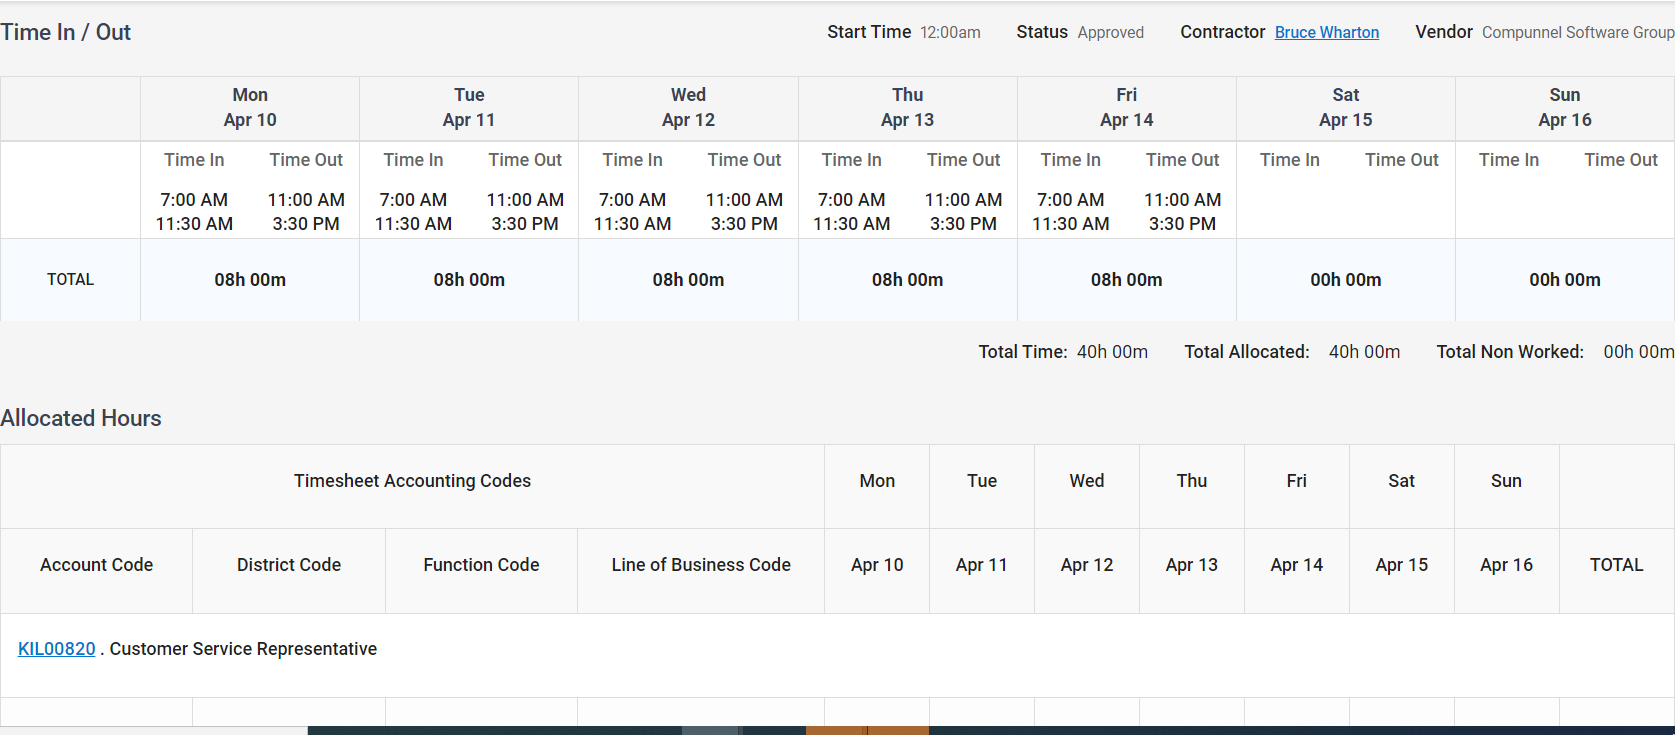 Time In / Out Start Time 12:00am Status Approved Contractor Bruce Wharton Vendor Compunnel Software Group
Mon Tue Wed Thu Fri Sat Sun
Apr 10 Apr 11 Apr 12 Apr 13 Apr 14 Apr 15 Apr 16
Time In Time Out Time In Time Out Time In Time Out Time In Time Out Time In Time Out Time In Time Out Time In Time Out
7:00 AM 11:00 AM 7:00 AM 11:00 AM 7:00 AM 11:00 AM 7:00 AM 11:00 AM 7:00 AM 11:00 AM
11:30 AM 3:30 PM 11:30 AM 3:30 PM 11:30 AM 3:30 PM 11:30 AM 3:30 PM 11:30 AM 3:30 PM
TOTAL 08h 00m 08h 00m 08h 00m 08h 00m 08h 00m 00h 00m 00h 00m
Total Time: 40h 00m Total Allocated: 40h 00m Total Non Worked: 00h 00m
Allocated Hours
Timesheet Accounting Codes Mon Tue Wed Thu Fri Sat Sun
Account Code District Code Function Code Line of Business Code Apr 10 Apr 11 Apr 12 Apr 13 Apr 14 Apr 15 Apr 16 TOTAL
KIL00820 . Customer Service Representative